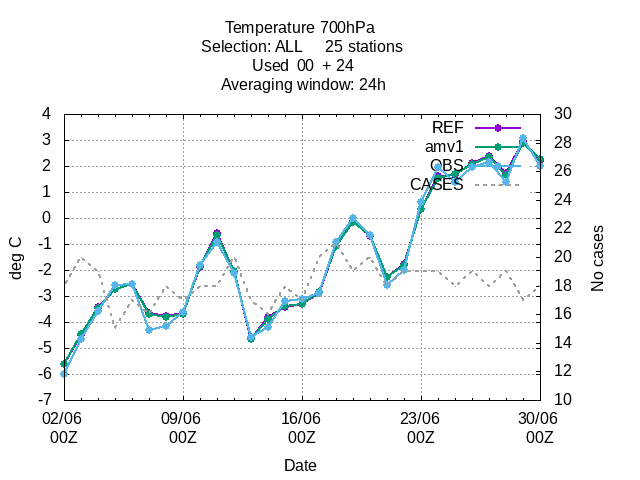 Temperature 700hPa
Selection: ALL 25 stations
Used 00 + 24
Averaging window: 24h
4
3
2
1
0
-1
-2
-3
-4
-5
-6
-7
deg C
30
28
26
24
22
20
18
16
14
12
10
No cases
REF
amv1
OBS
CASES
02/06 09/06 16/06 23/06 30/06
00Z 00Z 00Z 00Z 00Z
Date